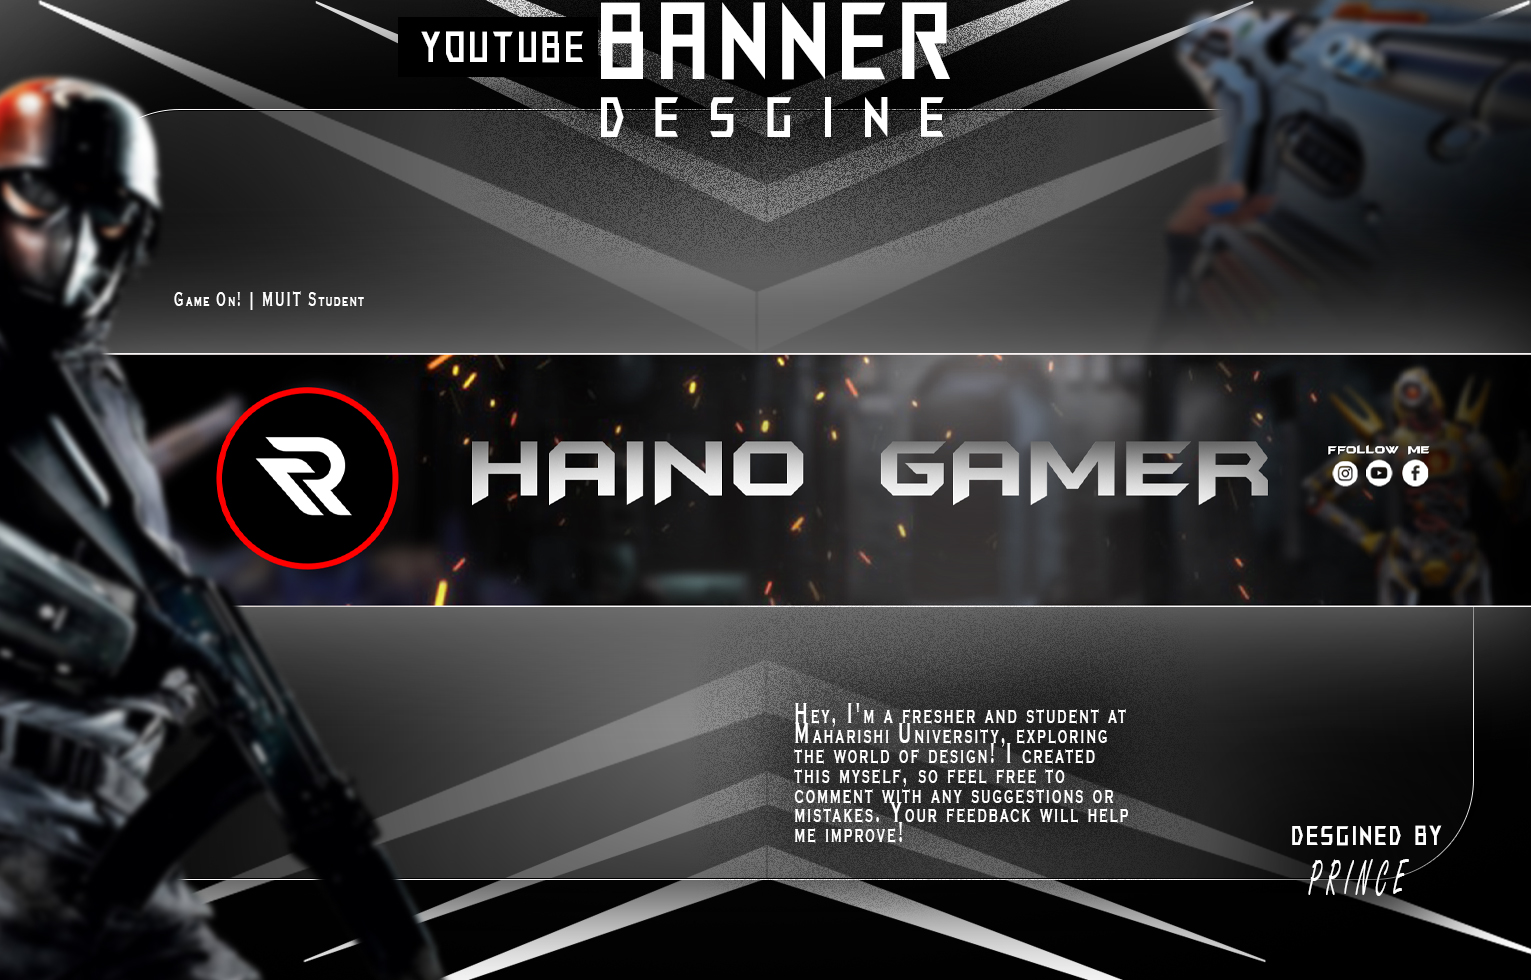 YOUTUBE BANNER
DESGINE
Game On! | MUIT Student
HAINO GAMER
FFOLLOW ME
Hey, I'm a fresher and student at
Maharishi University, exploring
the world of design! I created
this myself, so feel free to
comment with any suggestions or
mistakes. Your feedback will help
me improve!
DESGINED BY
PRINCE